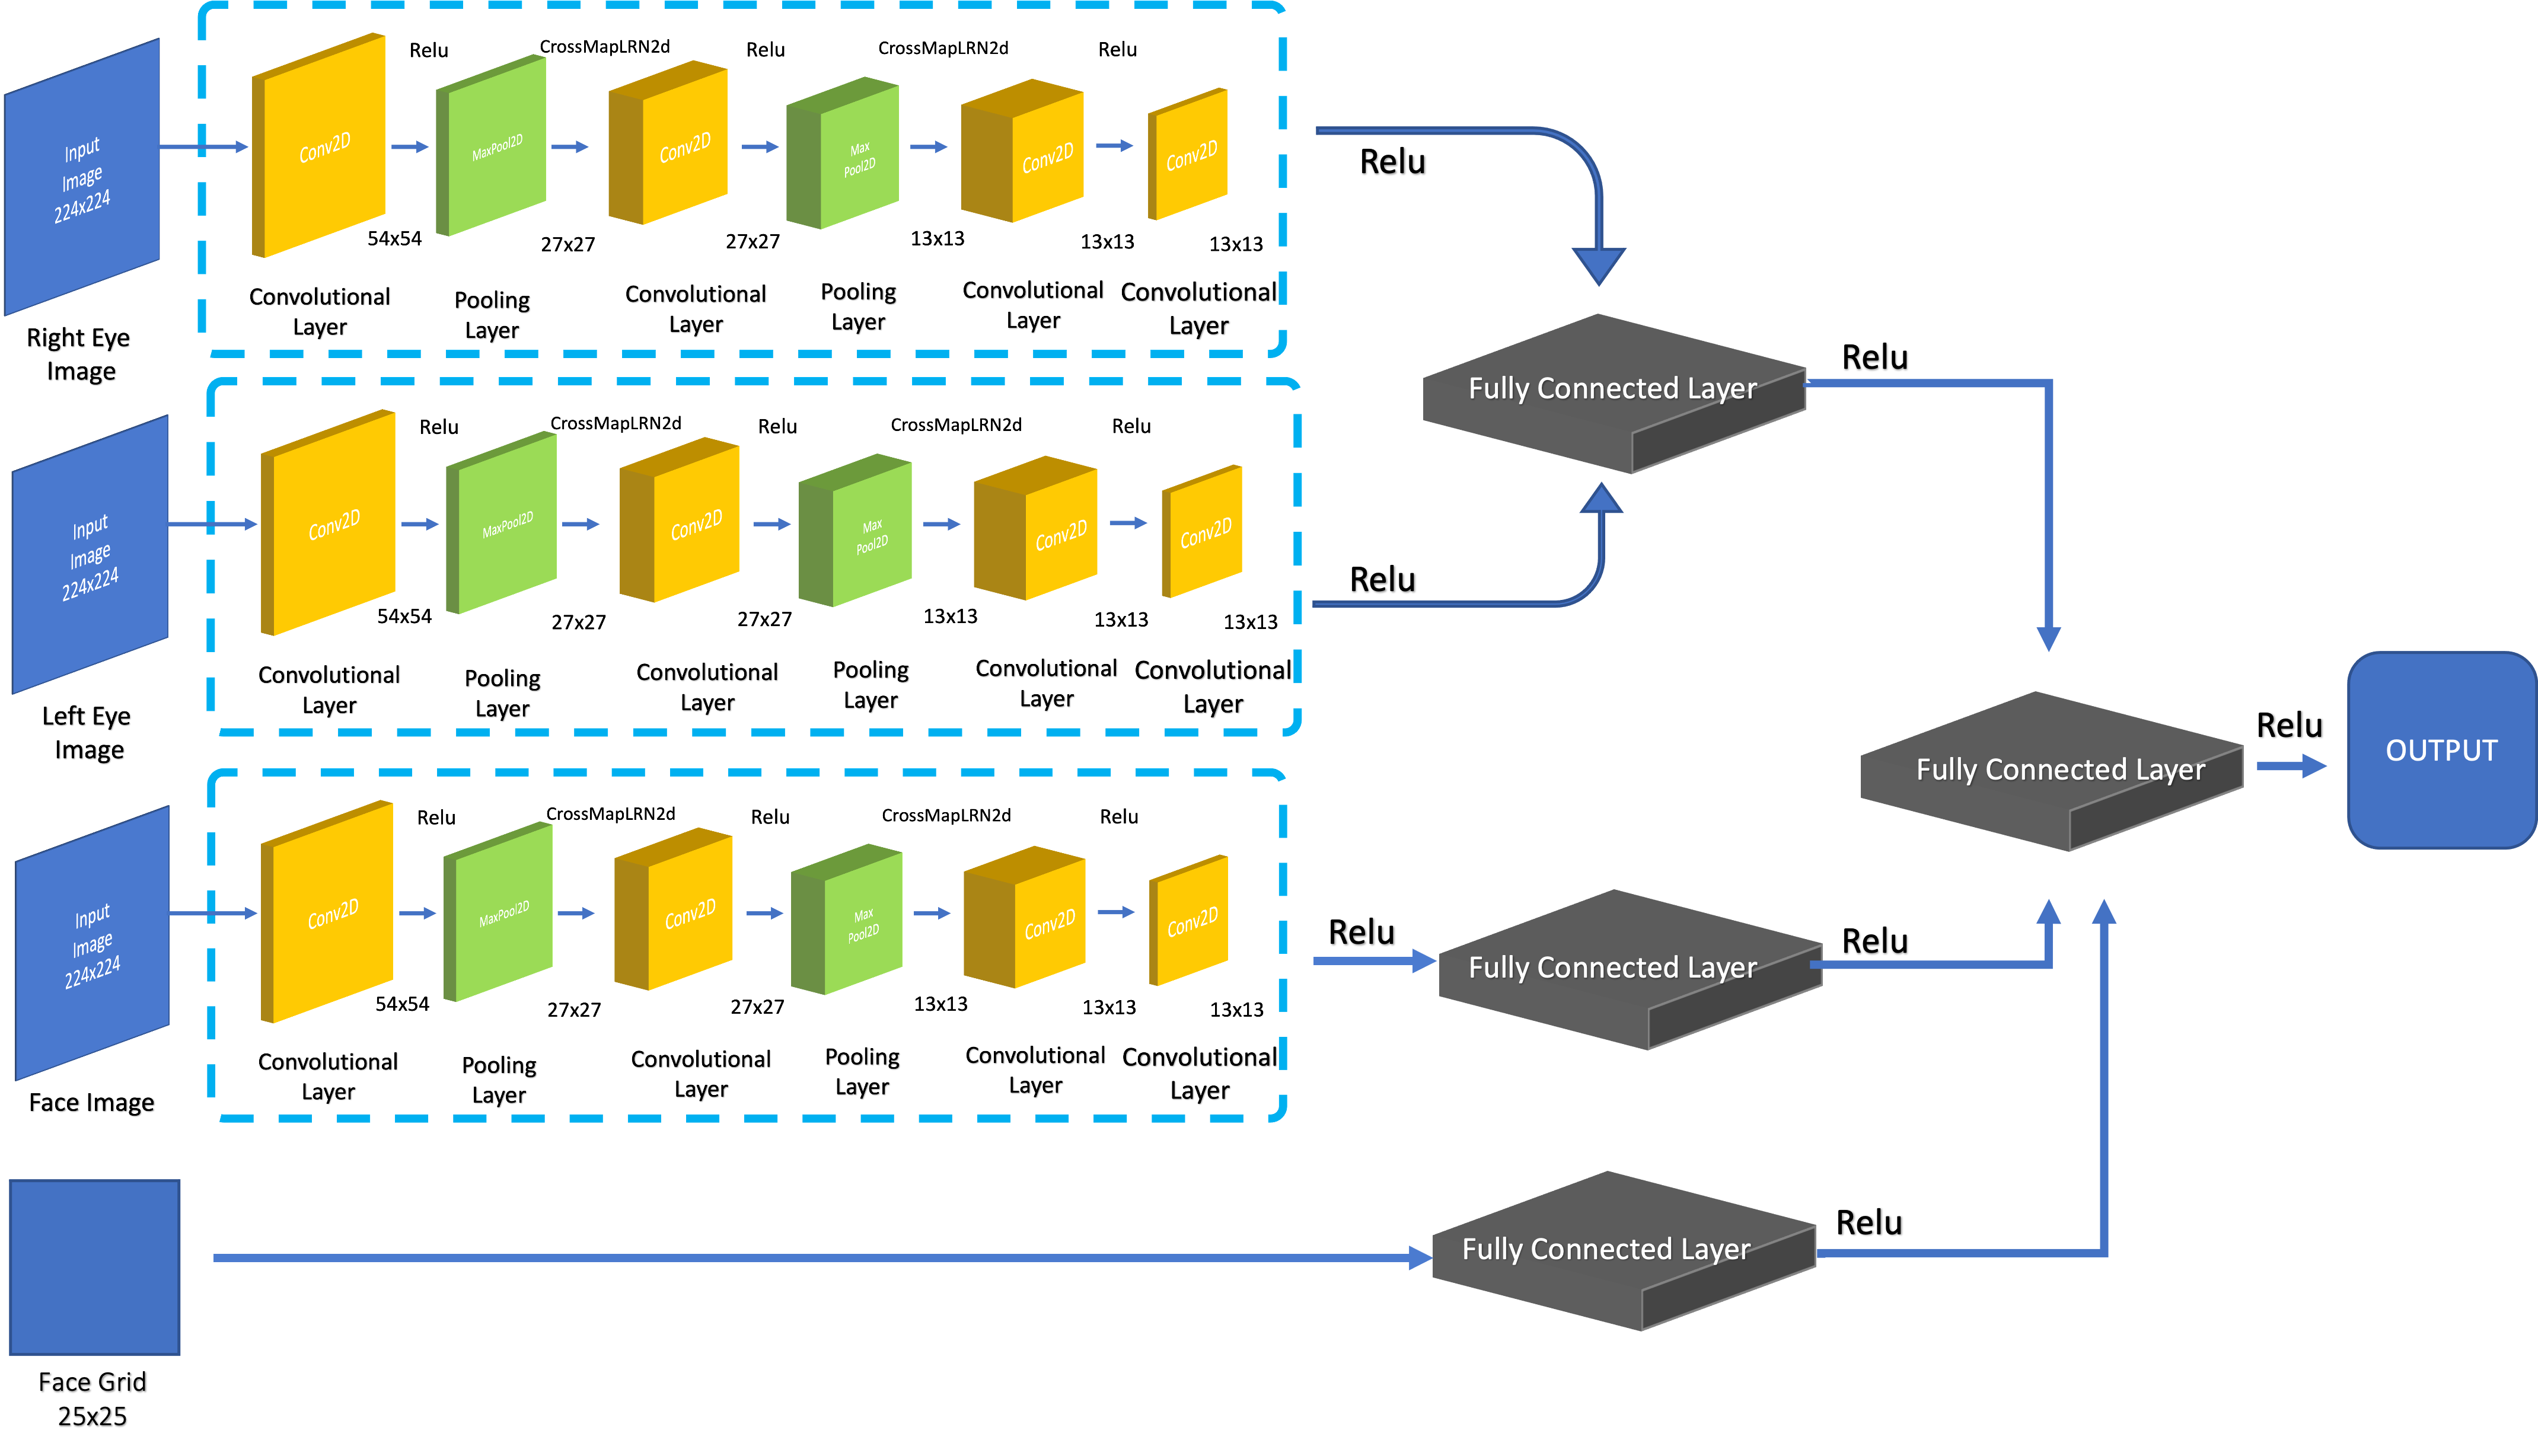 Input
Image
224x224
Right Eye
Image
Relu
CrossMapLRN2d
Relu
CrossMapLRN2d
Relu
Conv2D
MaxPool2D
Conv2D
Max
Pool2D
Conv2D
Conv2D
54x54
27x27
27x27
13x13
13x13
13x13
Convolutional
Layer
Pooling
Layer
Convolutional
Layer
Pooling
Layer
Convolutional
Layer
Convolutional
Layer
Relu
Input
Image
224x224
Left Eye
Image
Relu
CrossMapLRN2d
Relu
CrossMapLRN2d
Relu
Conv2D
MaxPool2D
Conv2D
Max
Pool2D
Conv2D
Conv2D
54x54
27x27
27x27
13x13
13x13
13x13
Convolutional
Layer
Pooling
Layer
Convolutional
Layer
Pooling
Layer
Convolutional
Layer
Convolutional
Layer
Relu
Fully Connected Layer
Relu
Input
Image
224x224
Face Image
Relu
CrossMapLRN2d
Relu
CrossMapLRN2d
Relu
Conv2D
MaxPool2D
Conv2D
Max
Pool2D
Conv2D
Conv2D
54x54
27x27
27x27
13x13
13x13
13x13
Convolutional
Layer
Pooling
Layer
Convolutional
Layer
Pooling
Layer
Convolutional
Layer
Convolutional
Layer
Relu
Fully Connected Layer
Relu
Face Grid
25x25
Fully Connected Layer
Relu
Fully Connected Layer
Relu
OUTPUT